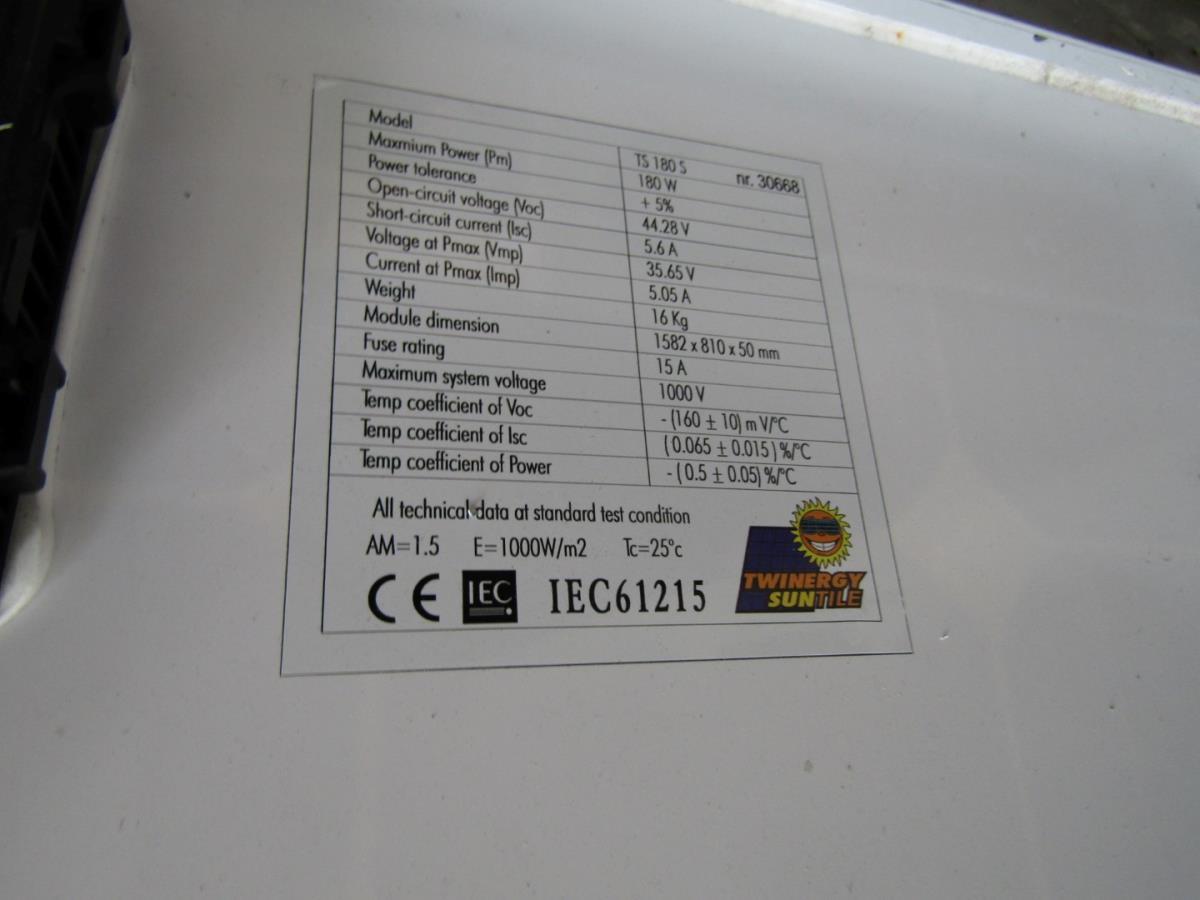 Model TS 180 S nr. 30668
Maxmium Power (Pm) 180 W
Power tolerance + 5%
Open-circuit voltage (Voc) 44.28 V
Short-circuit current (Isc) 5.6 A
Voltage at Pmax (Vmp) 35.65 V
Current at Pmax (Imp) 5.05 A
Weight 16 Kg
Module dimension 1582 x 810 x 50 mm
Fuse rating 15 A
Maximum system voltage 1000 V
Temp coefficient of Voc - (160 ± 10) m V/°C
Temp coefficient of Isc ( 0.065 ± 0.015 ) %/°C
Temp coefficient of Power - ( 0.5 ± 0.05) %/°C
All technical data at standard test condition
AM=1.5 E=1000W/m2 Tc=25°c
CE IEC IEC61215
TWINERGY
SUNTILE